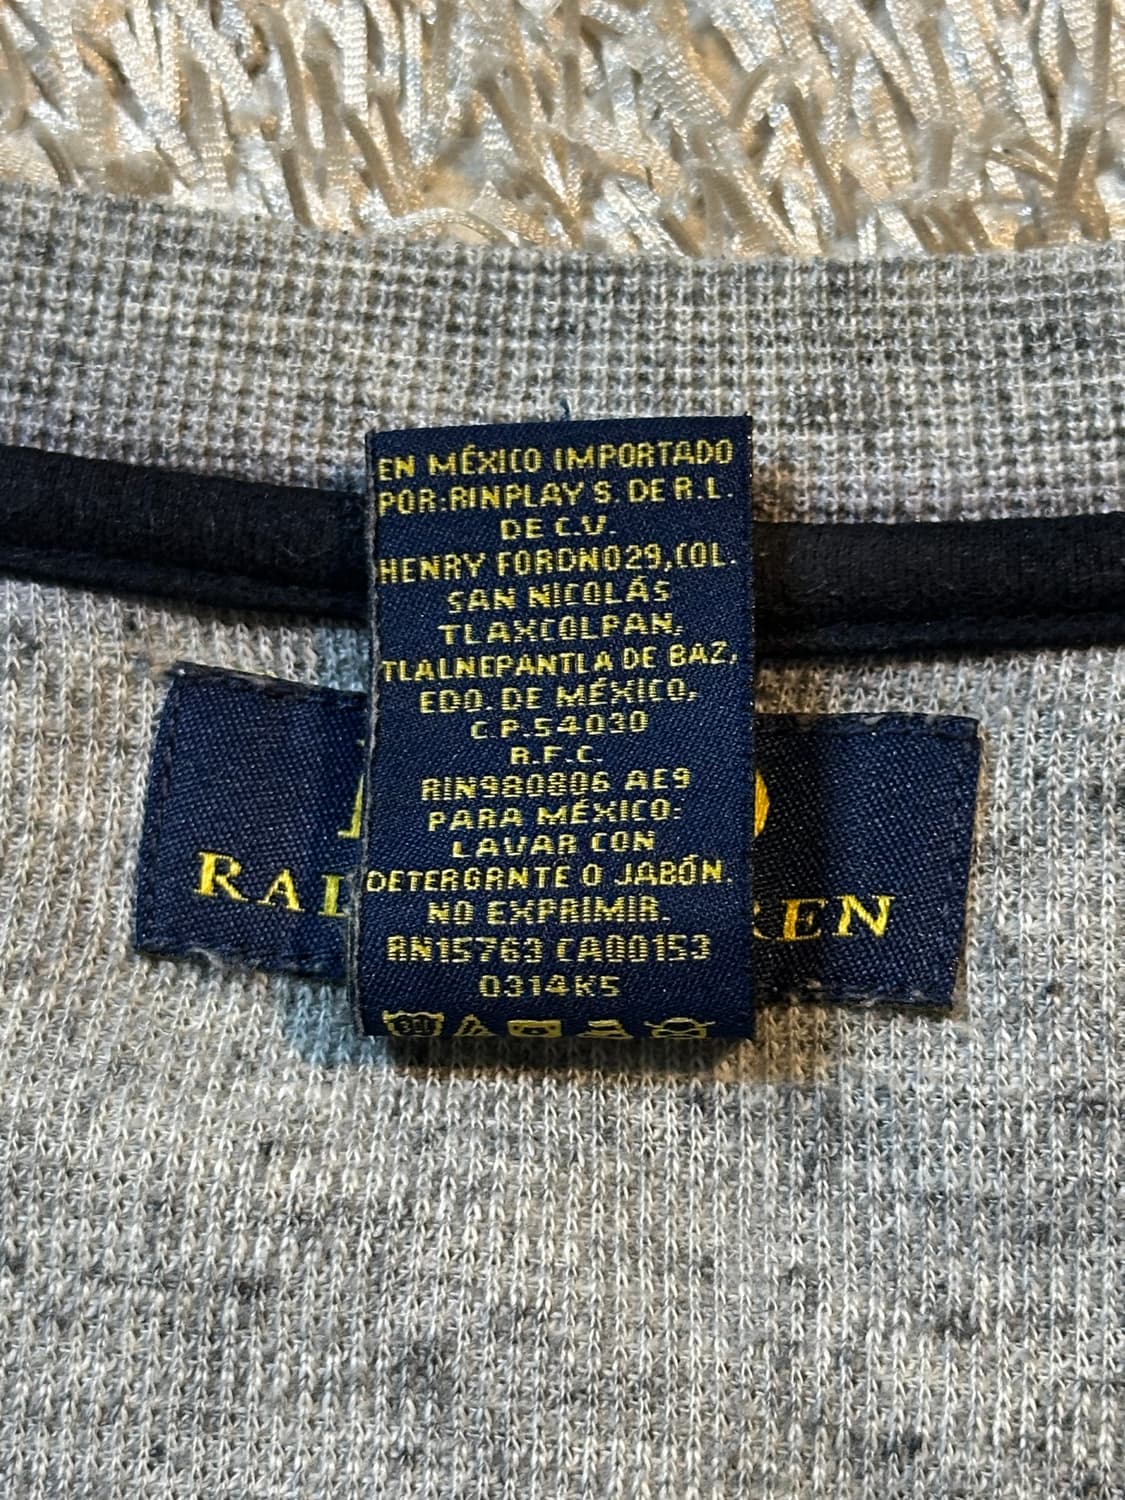 EN MÉXICO IMPORTADO
POR:RINPLAY S. DE R.L.
DE C.V.
HENRY FORDNO29,COL.
SAN NICOLÁS
TLAXCOLPAN,
TLALNEPANTLA DE BAZ,
EDO. DE MÉXICO,
C.P.54030
R.F.C.
RIN980806 AE9
PARA MÉXICO:
LAVAR CON
DETERGRNTE O JABÓN.
NO EXPRIMIR.
RN15763 CA00153
0314K5
RAL REN